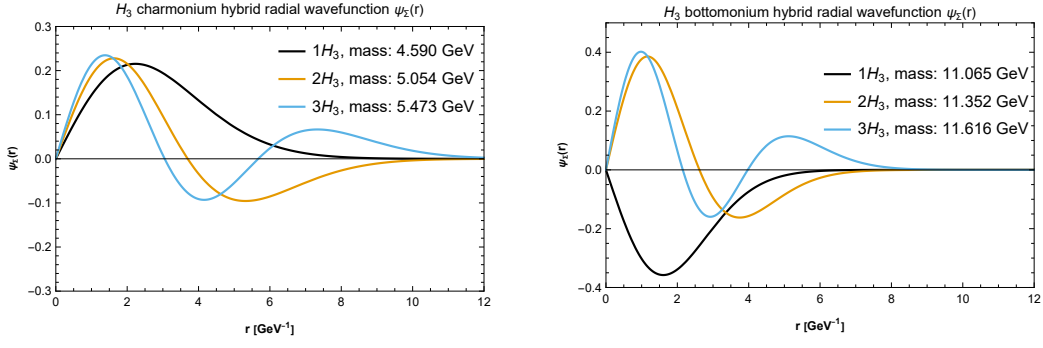 H₃ charmonium hybrid radial wavefunction ψ_Σ̄(r)
0.3
0.2
0.1
0.0
−0.1
−0.2
−0.3
ψ_Σ̄(r)
1H₃, mass: 4.590 GeV
2H₃, mass: 5.054 GeV
3H₃, mass: 5.473 GeV
0 2 4 6 8 10 12
r [GeV⁻¹]
H₃ bottomonium hybrid radial wavefunction ψ_Σ̄(r)
0.4
0.2
0.0
−0.2
−0.4
ψ_Σ̄(r)
1H₃, mass: 11.065 GeV
2H₃, mass: 11.352 GeV
3H₃, mass: 11.616 GeV
0 2 4 6 8 10 12
r [GeV⁻¹]